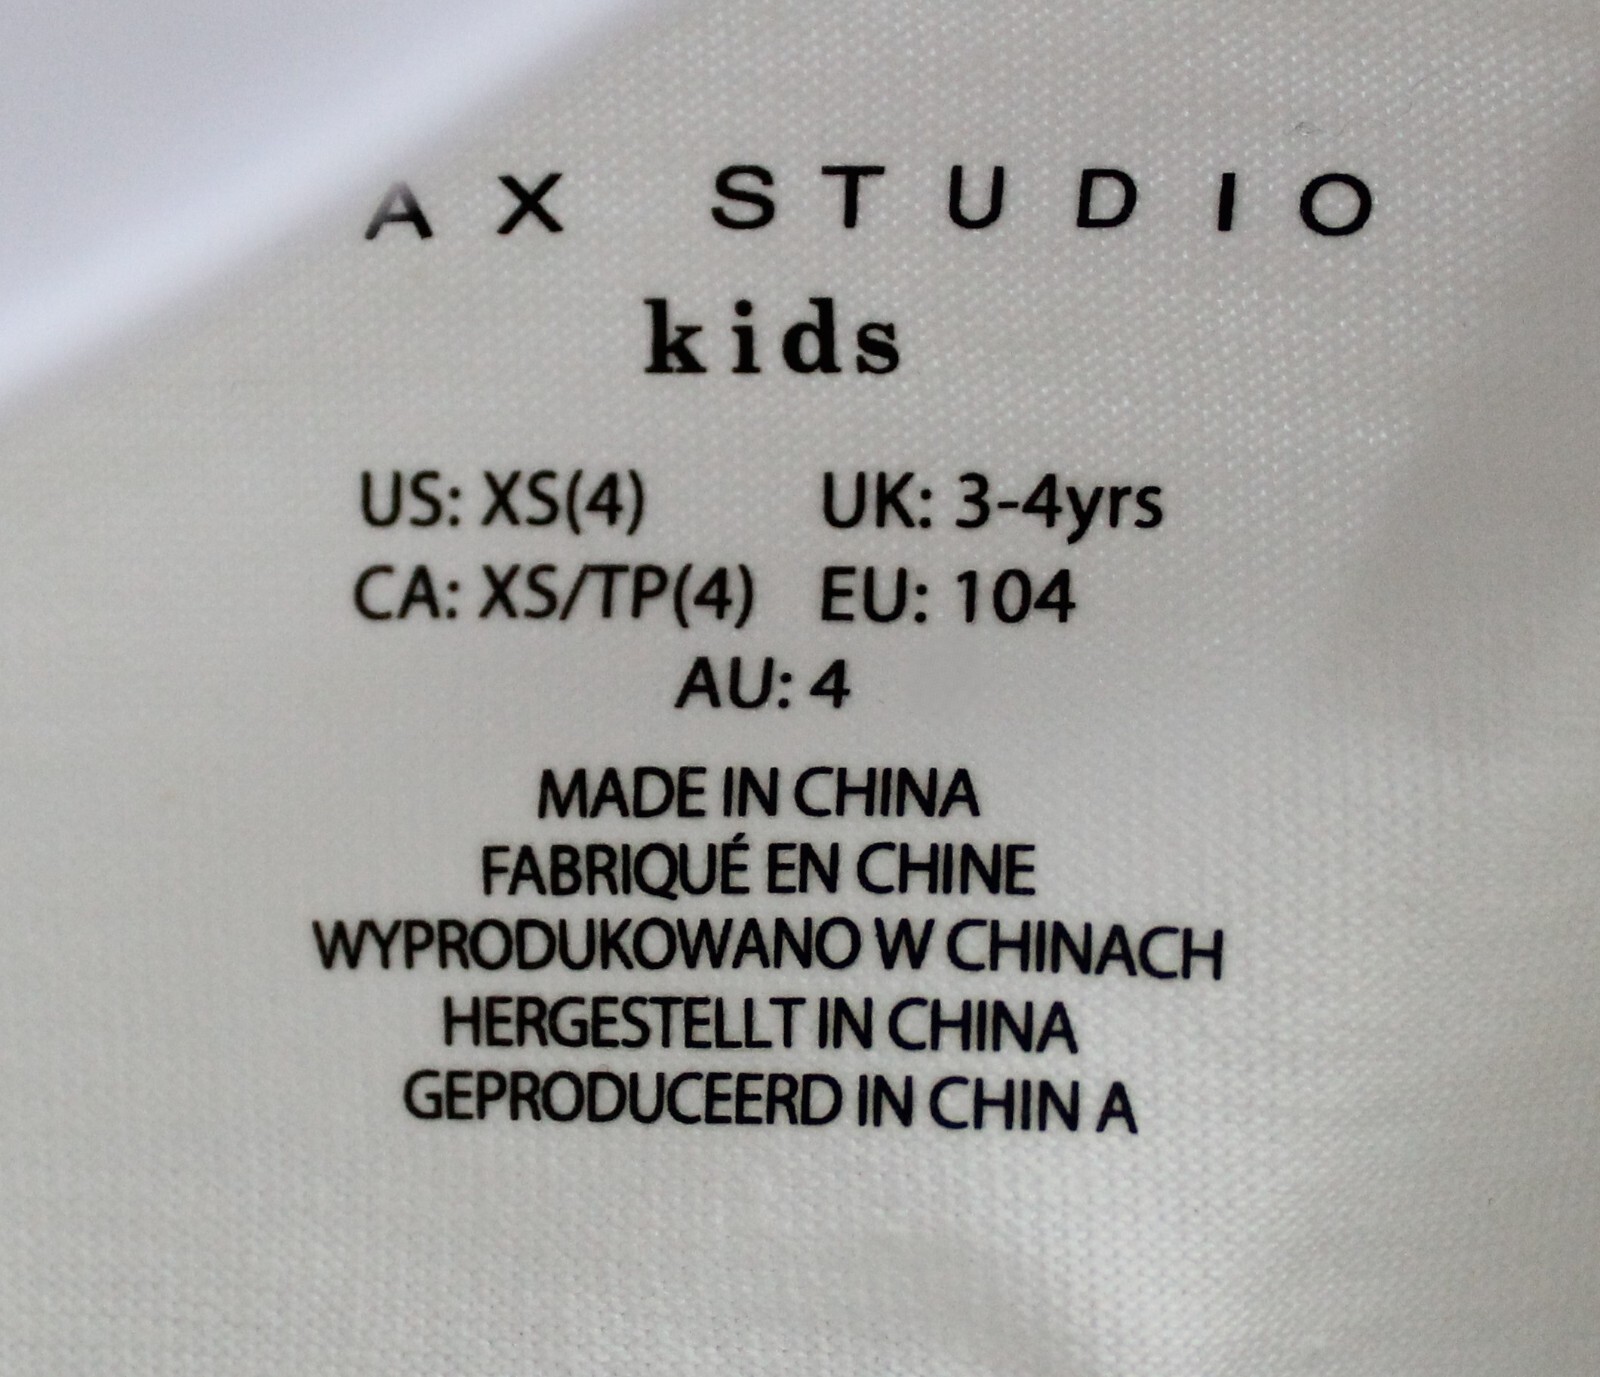 AX STUDIO
kids
US: XS(4) UK: 3-4yrs
CA: XS/TP(4) EU: 104
AU: 4
MADE IN CHINA
FABRIQUÉ EN CHINE
WYPRODUKOWANO W CHINACH
HERGESTELLT IN CHINA
GEPRODUCEERD IN CHIN A